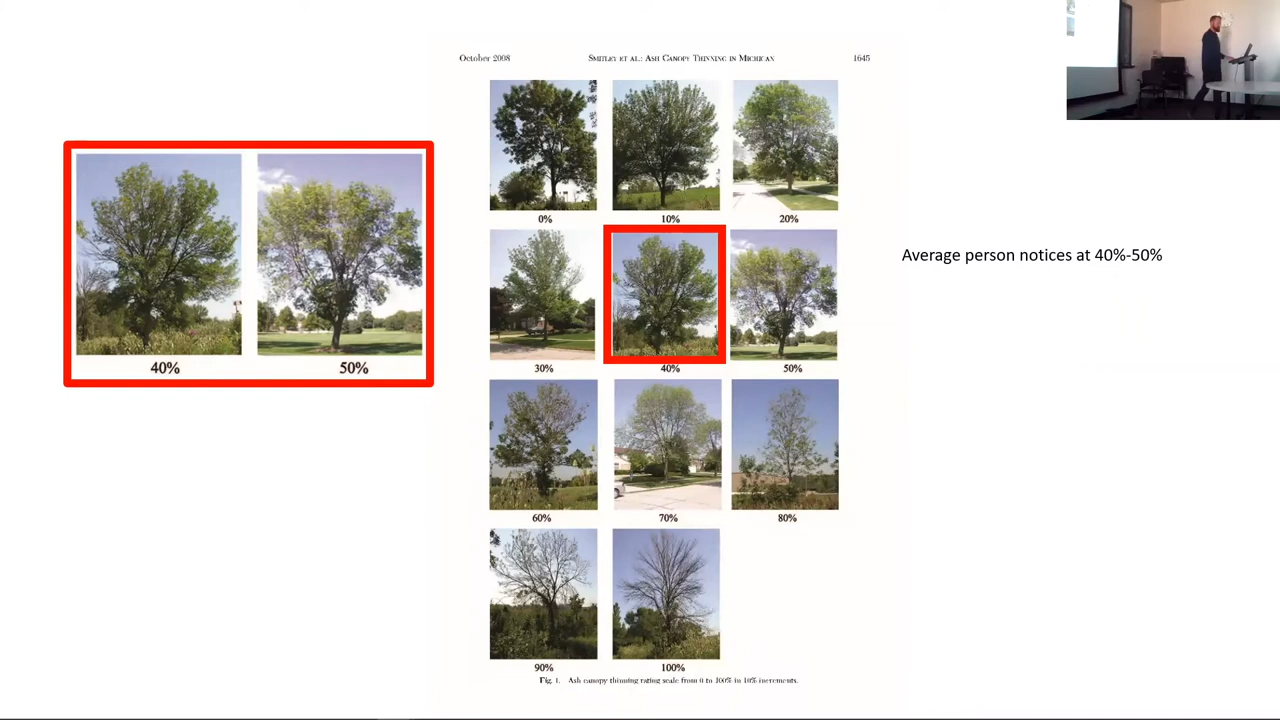 October 2008 SMITLEY ET AL.: ASH CANOPY THINNING IN MICHIGAN 1645
0% 10% 20%
40% 50%
Average person notices at 40%-50%
30% 40% 50%
60% 70% 80%
90% 100%
Fig. 1. Ash canopy thinning rating scale from 0 to 100% in 10% increments.